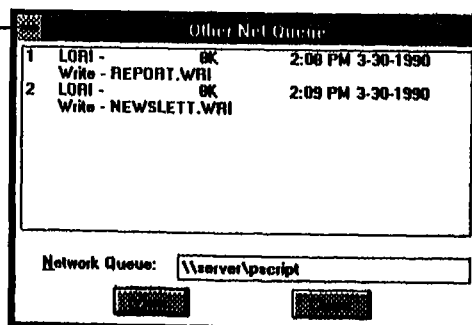 Other Net Queue
1 LORI - 0K 2:08 PM 3-30-1990
Write - REPORT.WRI
2 LORI - 0K 2:09 PM 3-30-1990
Write - NEWSLETT.WRI
Network Queue: \\server\pscript